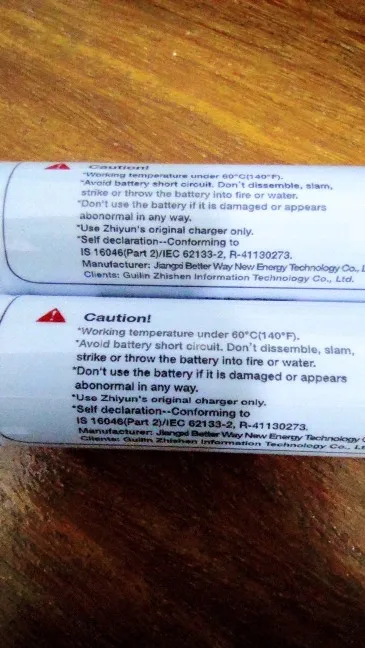 Caution!
*Working temperature under 60°C(140°F).
*Avoid battery short circuit. Don't dissemble, slam,
strike or throw the battery into fire or water.
*Don't use the battery if it is damaged or appears
abonormal in any way.
*Use Zhiyun's original charger only.
*Self declaration--Conforming to
IS 16046(Part 2)/IEC 62133-2, R-41130273.
Manufacturer: Jiangxi Better Way New Energy Technology Co., L
Clients: Guilin Zhishen Information Technology Co., Ltd.
Caution!
*Working temperature under 60°C(140°F).
*Avoid battery short circuit. Don't dissemble, slam,
strike or throw the battery into fire or water.
*Don't use the battery if it is damaged or appears
abonormal in any way.
*Use Zhiyun's original charger only.
*Self declaration--Conforming to
IS 16046(Part 2)/IEC 62133-2, R-41130273.
Manufacturer: Jiangxi Better Way New Energy Technology C
Clients: Guilin Zhishen Information Technology Co., Lt